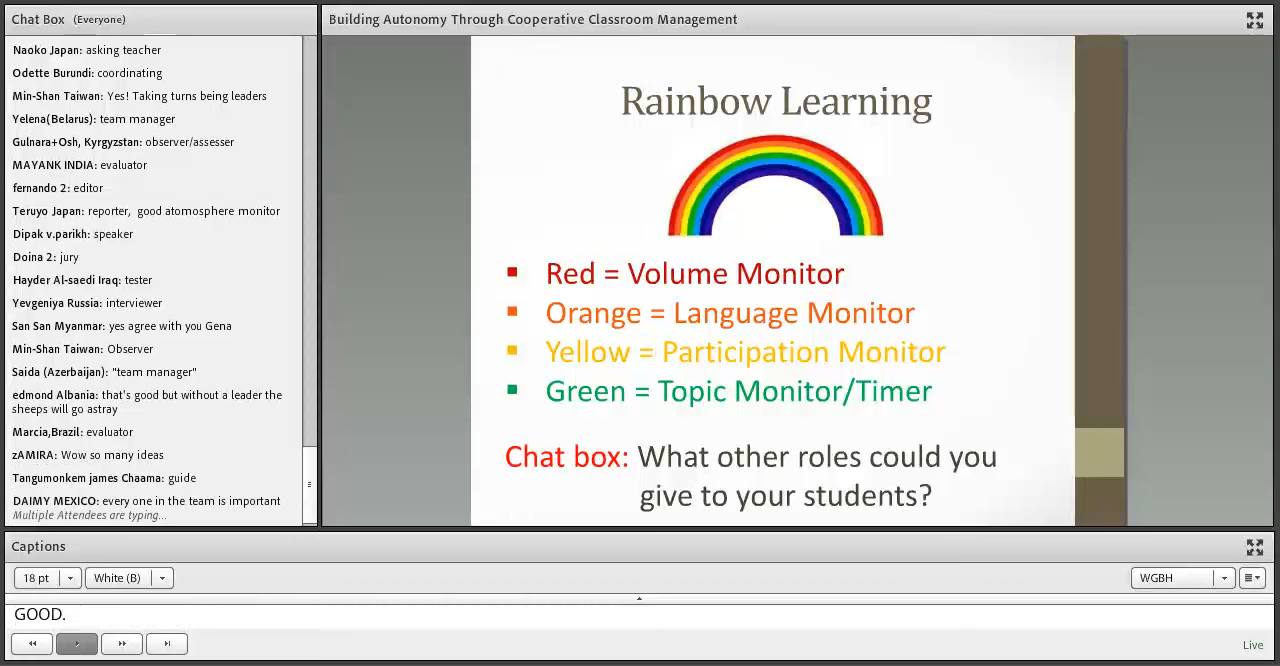 Chat Box (Everyone)
Naoko Japan: asking teacher
Odette Burundi: coordinating
Min-Shan Taiwan: Yes! Taking turns being leaders
Yelena(Belarus): team manager
Gulnara+Osh, Kyrgyzstan: observer/assesser
MAYANK INDIA: evaluator
fernando 2: editor
Teruyo Japan: reporter, good atomosphere monitor
Dipak v.parikh: speaker
Doina 2: jury
Hayder Al-saedi Iraq: tester
Yevgeniya Russia: interviewer
San San Myanmar: yes agree with you Gena
Min-Shan Taiwan: Observer
Saida (Azerbaijan): "team manager"
edmond Albania: that's good but without a leader the
sheeps will go astray
Marcia,Brazil: evaluator
zAMIRA: Wow so many ideas
Tangumonkem james Chaama: guide
DAIMY MEXICO: every one in the team is important
Multiple Attendees are typing...
Building Autonomy Through Cooperative Classroom Management
Rainbow Learning
Red = Volume Monitor
Orange = Language Monitor
Yellow = Participation Monitor
Green = Topic Monitor/Timer
Chat box: What other roles could you
give to your students?
Captions
18 pt White (B) WGBH
GOOD.
Live